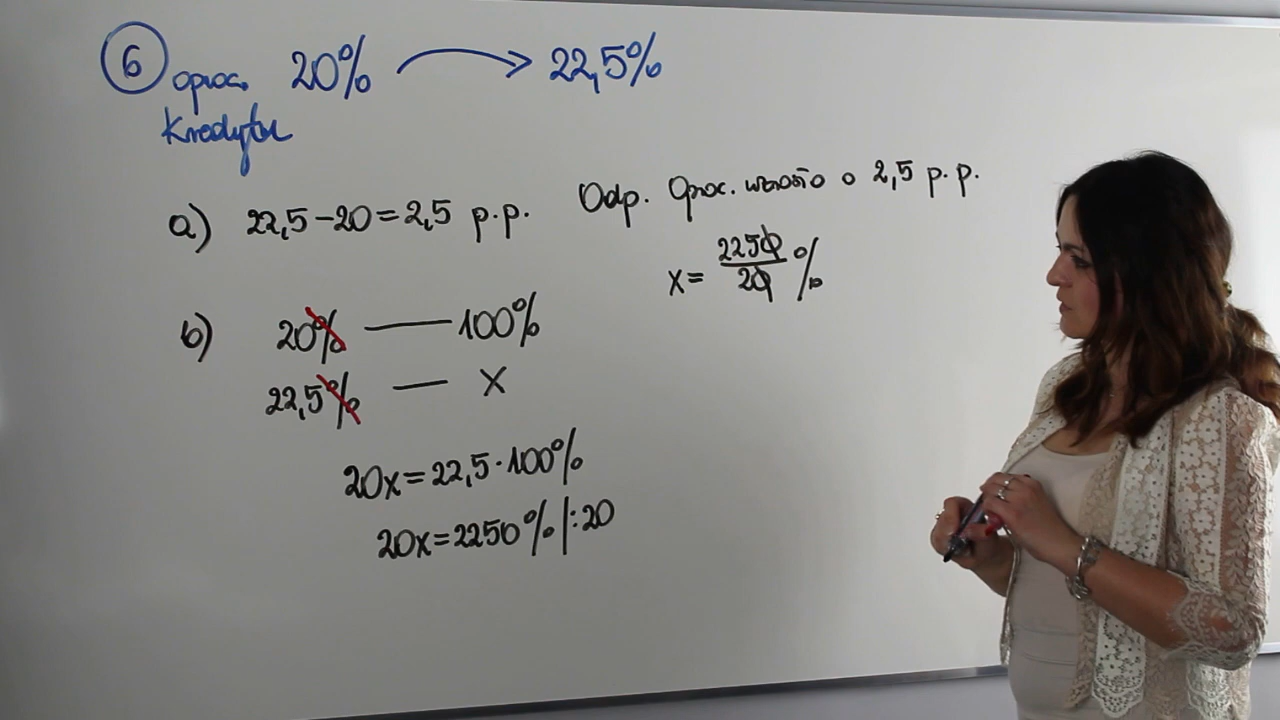 6 oproc. 20% → 22,5%
kredytu
a) 22,5-20=2,5 p.p. Odp. Oproc. wzrosło o 2,5 p.p.
x= 2250/20 %
b) 20% — 100%
22,5% — x
20x=22,5·100%
20x=2250% |:20